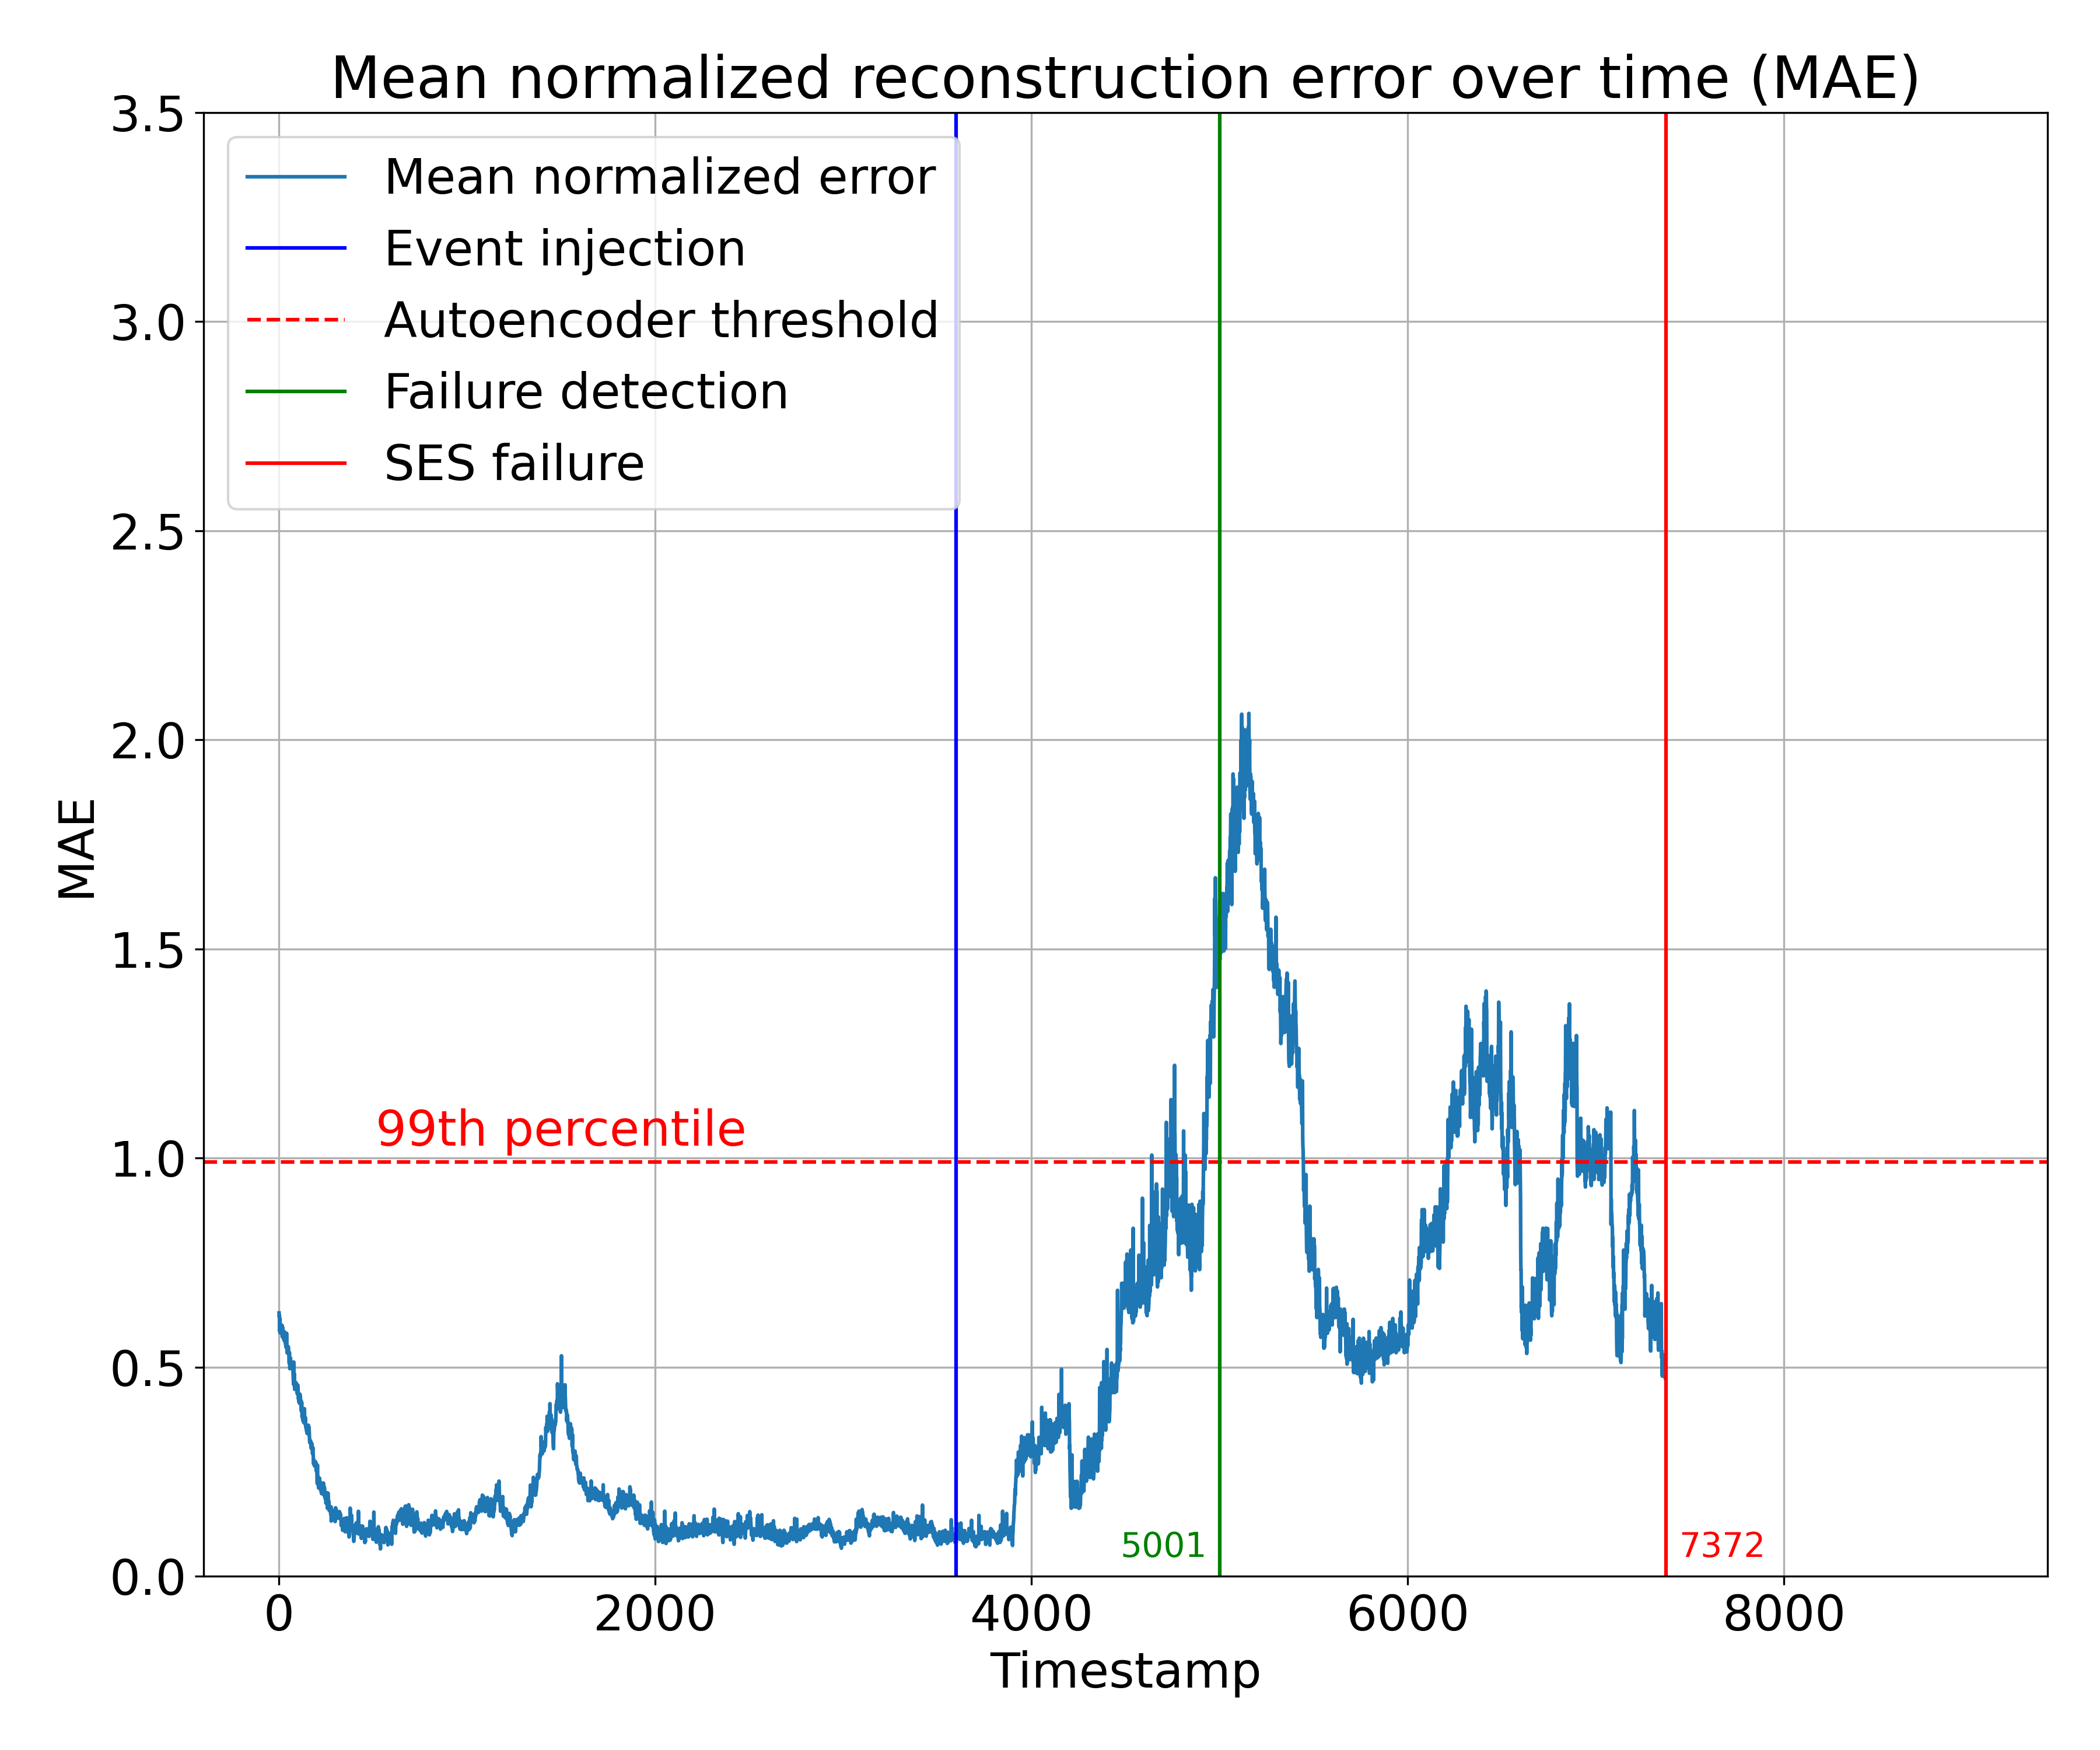 Mean normalized reconstruction error over time (MAE)
3.5
3.0
2.5
2.0
1.5
1.0
0.5
0.0
MAE
Mean normalized error
Event injection
Autoencoder threshold
Failure detection
SES failure
99th percentile
5001
7372
0 2000 4000 6000 8000
Timestamp